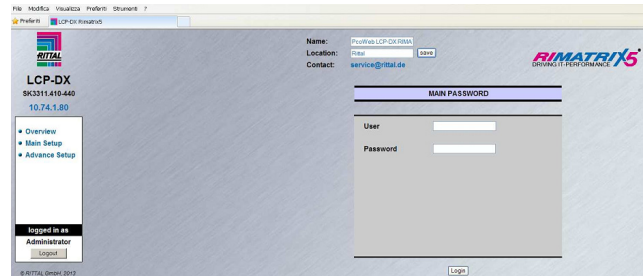 File Modifica Visualizza Preferiti Strumenti ?
Preferiti LCP-DX Rimatrix5
RITTAL
LCP-DX
SK3311.410-440
10.74.1.80
Overview
Main Setup
Advance Setup
logged in as
Administrator
Logout
© RITTAL GmbH, 2012
Name: PcoWeb LCP-DX RIMA
Location: Rittal save
Contact: service@rittal.de
RIMATRIX5
DRIVING IT-PERFORMANCE
MAIN PASSWORD
User
Password
Login